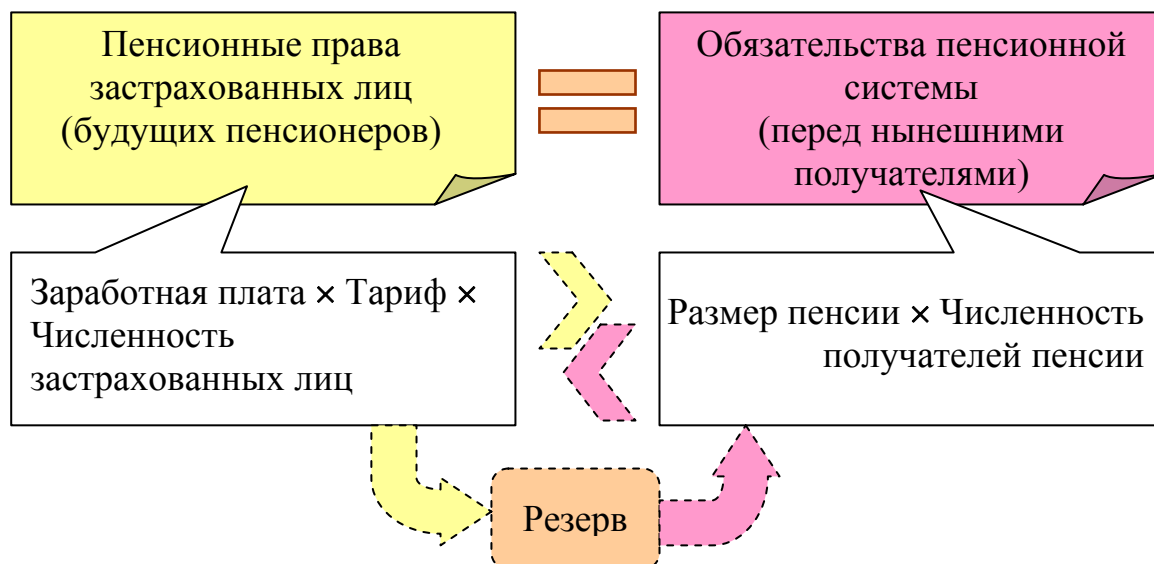 Пенсионные права
застрахованных лиц
(будущих пенсионеров)
Обязательства пенсионной
системы
(перед нынешними
получателями)
Заработная плата × Тариф ×
Численность
застрахованных лиц
Размер пенсии × Численность
получателей пенсии
Резерв